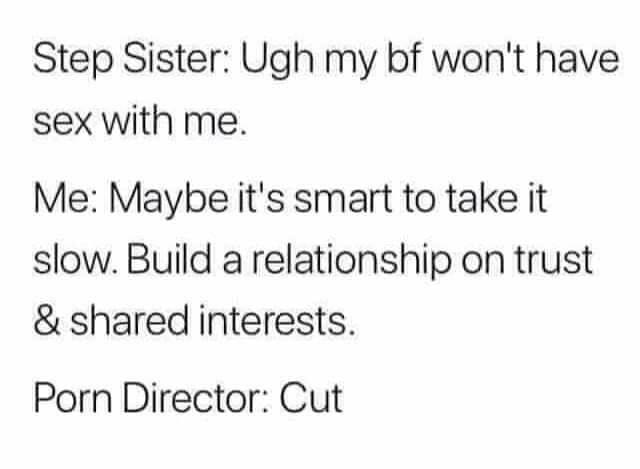 Step Sister: Ugh my bf won't have
sex with me.
Me: Maybe it's smart to take it
slow. Build a relationship on trust
& shared interests.
Porn Director: Cut